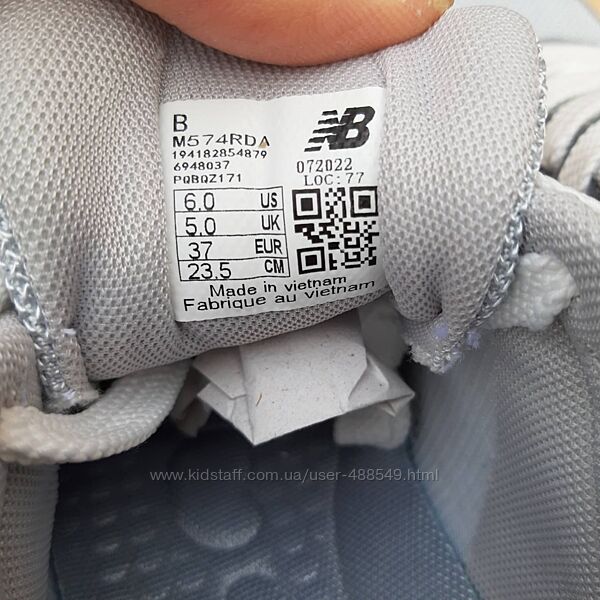 B
M574RDA
194182854879
6948037
PQBQZ171
NB
072022
LOC:77
6.0 US
5.0 UK
37 EUR
23.5 CM
Made in vietnam
Fabrique au vietnam
www.kidstaff.com.ua/user-488549.html